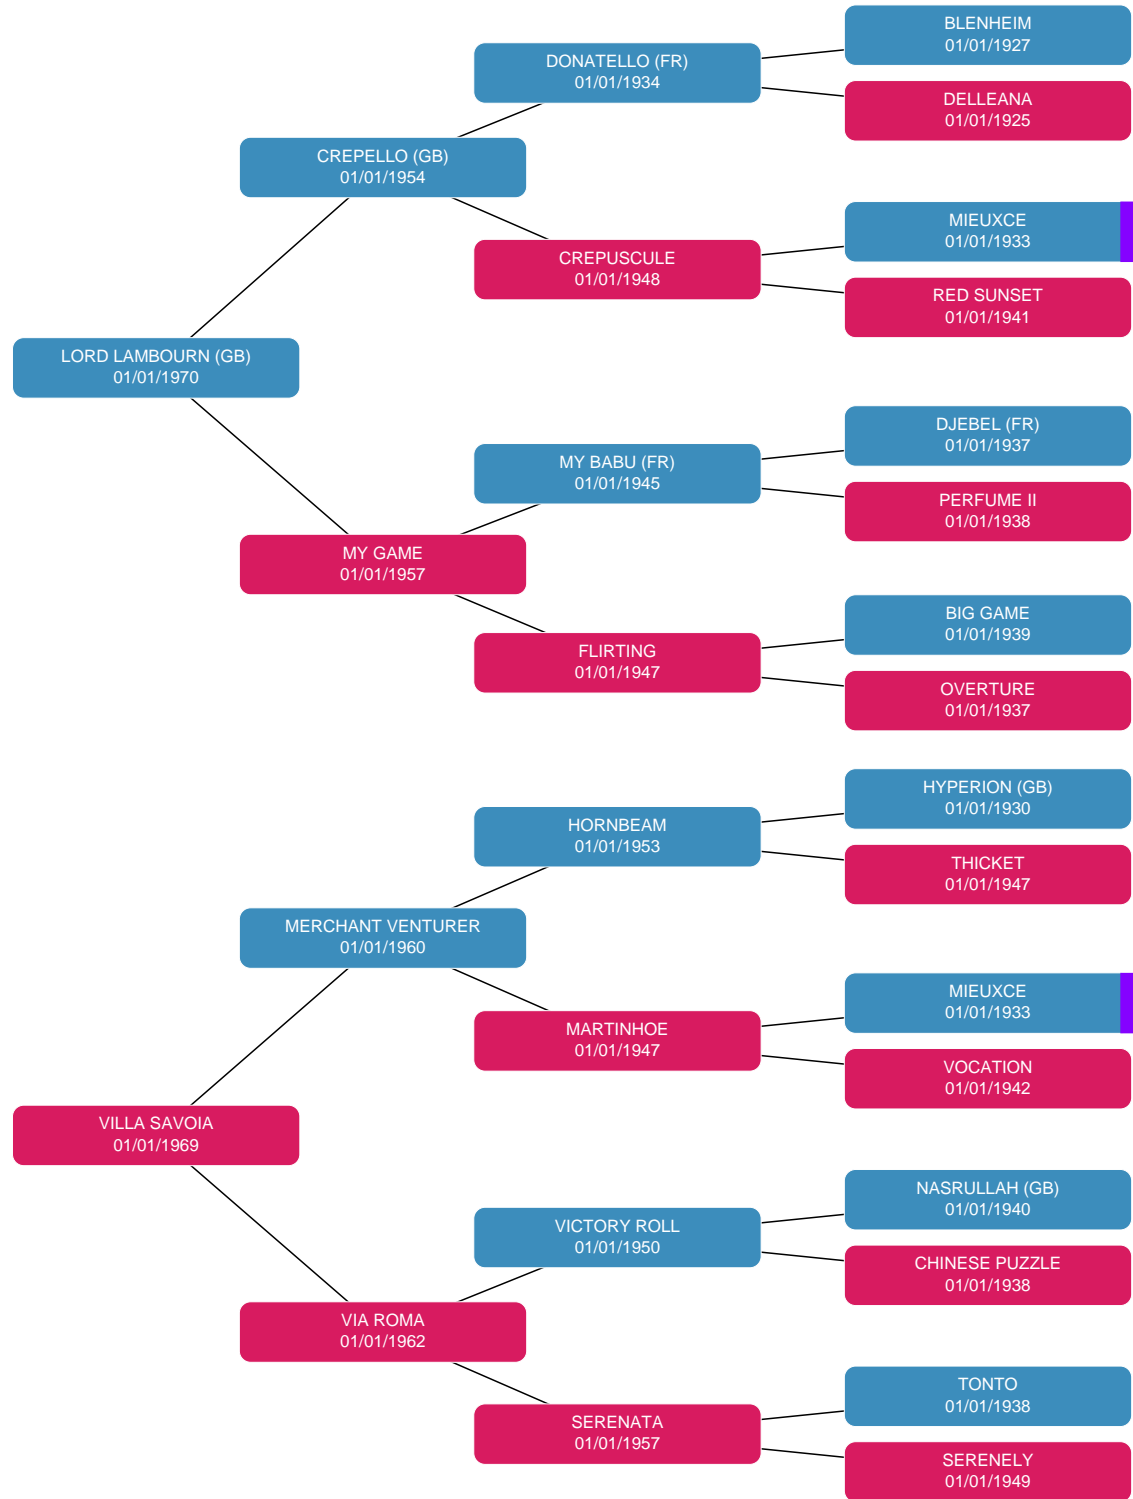 BLENHEIM
01/01/1927
DONATELLO (FR)
01/01/1934
DELLEANA
01/01/1925
CREPELLO (GB)
01/01/1954
MIEUXCE
01/01/1933
CREPUSCULE
01/01/1948
RED SUNSET
01/01/1941
LORD LAMBOURN (GB)
01/01/1970
DJEBEL (FR)
01/01/1937
MY BABU (FR)
01/01/1945
PERFUME II
01/01/1938
MY GAME
01/01/1957
BIG GAME
01/01/1939
FLIRTING
01/01/1947
OVERTURE
01/01/1937
HYPERION (GB)
01/01/1930
HORNBEAM
01/01/1953
THICKET
01/01/1947
MERCHANT VENTURER
01/01/1960
MIEUXCE
01/01/1933
MARTINHOE
01/01/1947
VOCATION
01/01/1942
VILLA SAVOIA
01/01/1969
NASRULLAH (GB)
01/01/1940
VICTORY ROLL
01/01/1950
CHINESE PUZZLE
01/01/1938
VIA ROMA
01/01/1962
TONTO
01/01/1938
SERENATA
01/01/1957
SERENELY
01/01/1949